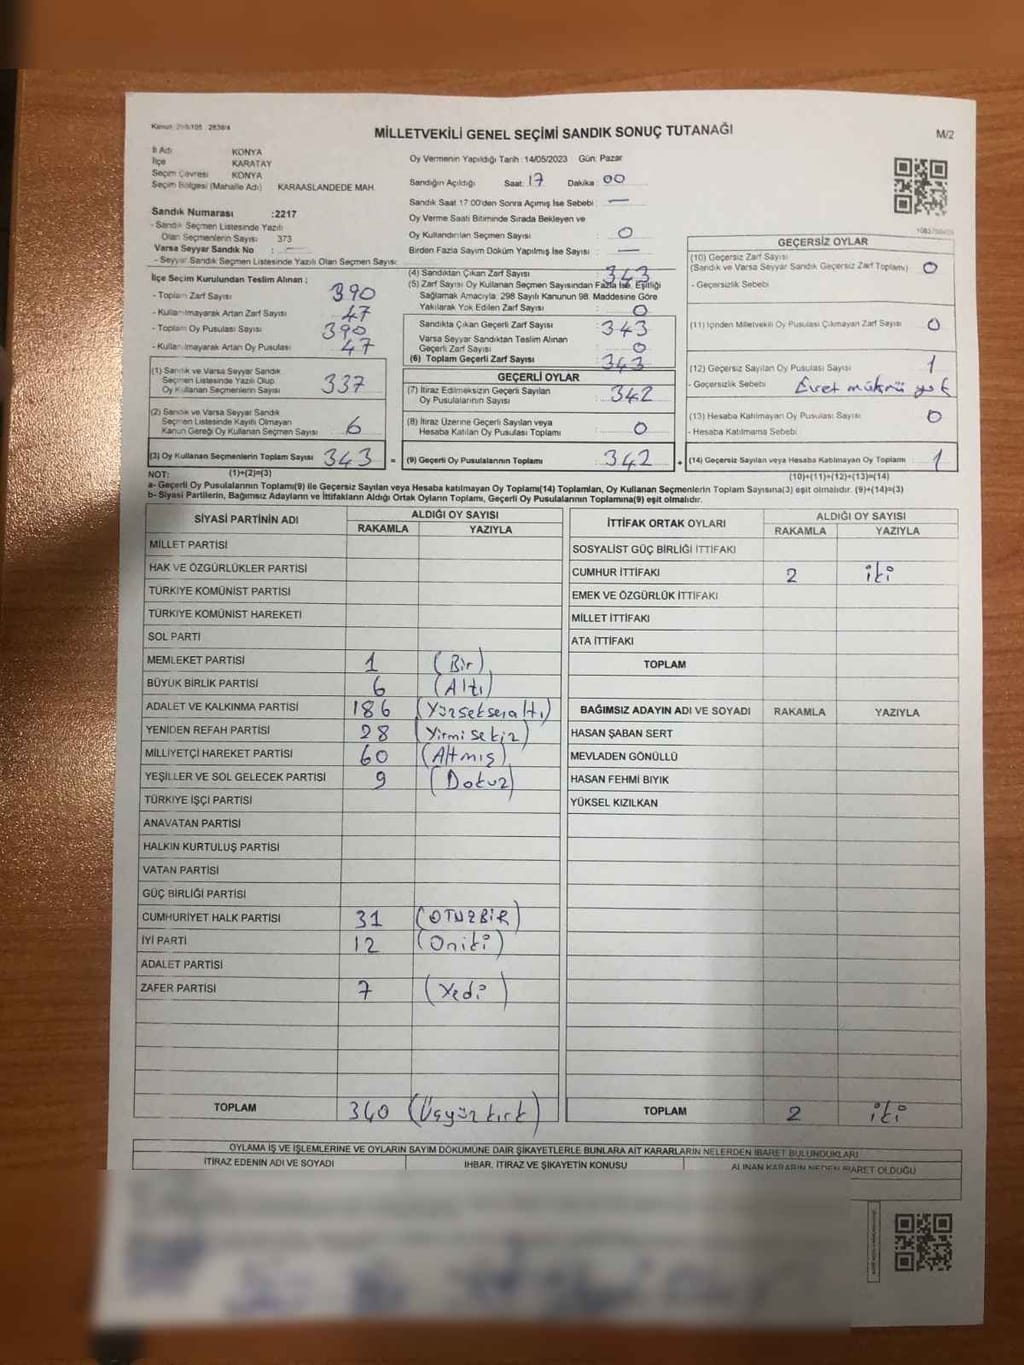 MİLLETVEKİLİ GENEL SEÇİMİ SANDIK SONUÇ TUTANAĞI
M/2
İl Adı KONYA
İlçe KARATAY
Seçim Çevresi KONYA
Seçim Bölgesi (Mahalle Adı) KARAASLANDEDE MAH.
Sandık Numarası :2217
- Sandık Seçmen Listesinde Yazılı
Olan Seçmenlerin Sayısı 373
Varsa Seyyar Sandık No : -
- Seyyar Sandık Seçmen Listesinde Yazılı Olan Seçmen Sayısı:
Oy Vermenin Yapıldığı Tarih :14/05/2023 Gün: Pazar
Sandığın Açıldığı Saat: 17 Dakika 00
Sandık Saat 17:00'den Sonra Açılmış İse Sebebi : —
Oy Verme Saati Bitiminde Sırada Bekleyen ve
Oy Kullandırılan Seçmen Sayısı : 0
Birden Fazla Sayım Döküm Yapılmış İse Sayısı : —
İlçe Seçim Kurulundan Teslim Alınan ;
- Toplam Zarf Sayısı : 390
- Kullanılmayarak Artan Zarf Sayısı : 47
- Toplam Oy Pusulası Sayısı : 390
- Kullanılmayarak Artan Oy Pusulası : 47
(1) Sandık ve Varsa Seyyar Sandık
Seçmen Listesinde Yazılı Olup
Oy Kullanan Seçmenlerin Sayısı : 337
(2) Sandık ve Varsa Seyyar Sandık
Seçmen Listesinde Kayıtlı Olmayan
Kanun Gereği Oy Kullanan Seçmen Sayısı : 6
(3) Oy Kullanan Seçmenlerin Toplam Sayısı : 343 =
(4) Sandıktan Çıkan Zarf Sayısı : 343
(5) Zarf Sayısı Oy Kullanan Seçmen Sayısından Fazla İse, Eşitliği
Sağlamak Amacıyla, 298 Sayılı Kanunun 98. Maddesine Göre
Yakılarak Yok Edilen Zarf Sayısı : 0
Sandıkta Çıkan Geçerli Zarf Sayısı : 343
Varsa Seyyar Sandıktan Teslim Alınan
Geçerli Zarf Sayısı : 0
(6) Toplam Geçerli Zarf Sayısı : 343
GEÇERLİ OYLAR
(7) İtiraz Edilmeksizin Geçerli Sayılan
Oy Pusulalarının Sayısı : 342
(8) İtiraz Üzerine Geçerli Sayılan veya
Hesaba Katılan Oy Pusulası Toplamı : 0
(9) Geçerli Oy Pusulalarının Toplamı : 342 +
GEÇERSİZ OYLAR
(10) Geçersiz Zarf Sayısı
(Sandık ve Varsa Seyyar Sandık Geçersiz Zarf Toplamı) : 0
- Geçersizlik Sebebi :
(11) İçinden Milletvekili Oy Pusulası Çıkmayan Zarf Sayısı : 0
(12) Geçersiz Sayılan Oy Pusulası Sayısı : 1
- Geçersizlik Sebebi : Evret mühürü yok
(13) Hesaba Katılmayan Oy Pusulası Sayısı : 0
- Hesaba Katılmama Sebebi :
(14) Geçersiz Sayılan veya Hesaba Katılmayan Oy Toplamı : 1
NOT: (1)+(2)=(3)
(10)+(11)+(12)+(13)=(14)
a- Geçerli Oy Pusulalarının Toplamı(9) ile Geçersiz Sayılan veya Hesaba Katılmayan Oy Toplamı(14) Toplamları, Oy Kullanan Seçmenlerin Toplam Sayısına(3) eşit olmalıdır. (9)+(14)=(3)
b- Siyasi Partilerin, Bağımsız Adayların ve İttifakların Aldığı Ortak Oyların Toplamı, Geçerli Oy Pusulalarının Toplamına(9) eşit olmalıdır.
SİYASİ PARTİNİN ADI ALDIĞI OY SAYISI
RAKAMLA YAZIYLA
MİLLET PARTİSİ
HAK VE ÖZGÜRLÜKLER PARTİSİ
TÜRKİYE KOMÜNİST PARTİSİ
TÜRKİYE KOMÜNİST HAREKETİ
SOL PARTİ
MEMLEKET PARTİSİ 1 (Bir)
BÜYÜK BİRLİK PARTİSİ 6 (Altı)
ADALET VE KALKINMA PARTİSİ 186 (Yürseksenaltı)
YENİDEN REFAH PARTİSİ 28 (Yirmi sekiz)
MİLLİYETÇİ HAREKET PARTİSİ 60 (Altmış)
YEŞİLLER VE SOL GELECEK PARTİSİ 9 (Dokuz)
TÜRKİYE İŞÇİ PARTİSİ
ANAVATAN PARTİSİ
HALKIN KURTULUŞ PARTİSİ
VATAN PARTİSİ
GÜÇ BİRLİĞİ PARTİSİ
CUMHURİYET HALK PARTİSİ 31 (OTUZBİR)
İYİ PARTİ 12 (Oniki)
ADALET PARTİSİ
ZAFER PARTİSİ 7 (Yedi)
TOPLAM 340 (Üçyüzkırk)
İTTİFAK ORTAK OYLARI ALDIĞI OY SAYISI
RAKAMLA YAZIYLA
SOSYALİST GÜÇ BİRLİĞİ İTTİFAKI
CUMHUR İTTİFAKI 2 iki
EMEK VE ÖZGÜRLÜK İTTİFAKI
MİLLET İTTİFAKI
ATA İTTİFAKI
TOPLAM
BAĞIMSIZ ADAYIN ADI VE SOYADI RAKAMLA YAZIYLA
HASAN ŞABAN SERT
MEVLADEN GÖNÜLLÜ
HASAN FEHMİ BIYIK
YÜKSEL KIZILKAN
TOPLAM 2 iki
OYLAMA İŞ VE İŞLEMLERİNE VE OYLARIN SAYIM DÖKÜMÜNE DAİR ŞİKAYETLERLE BUNLARA AİT KARARLARIN NELERDEN İBARET BULUNDUKLARI
İTİRAZ EDENİN ADI VE SOYADI İHBAR, İTİRAZ VE ŞİKAYETİN KONUSU ALINAN KARARIN NEDEN İBARET OLDUĞU